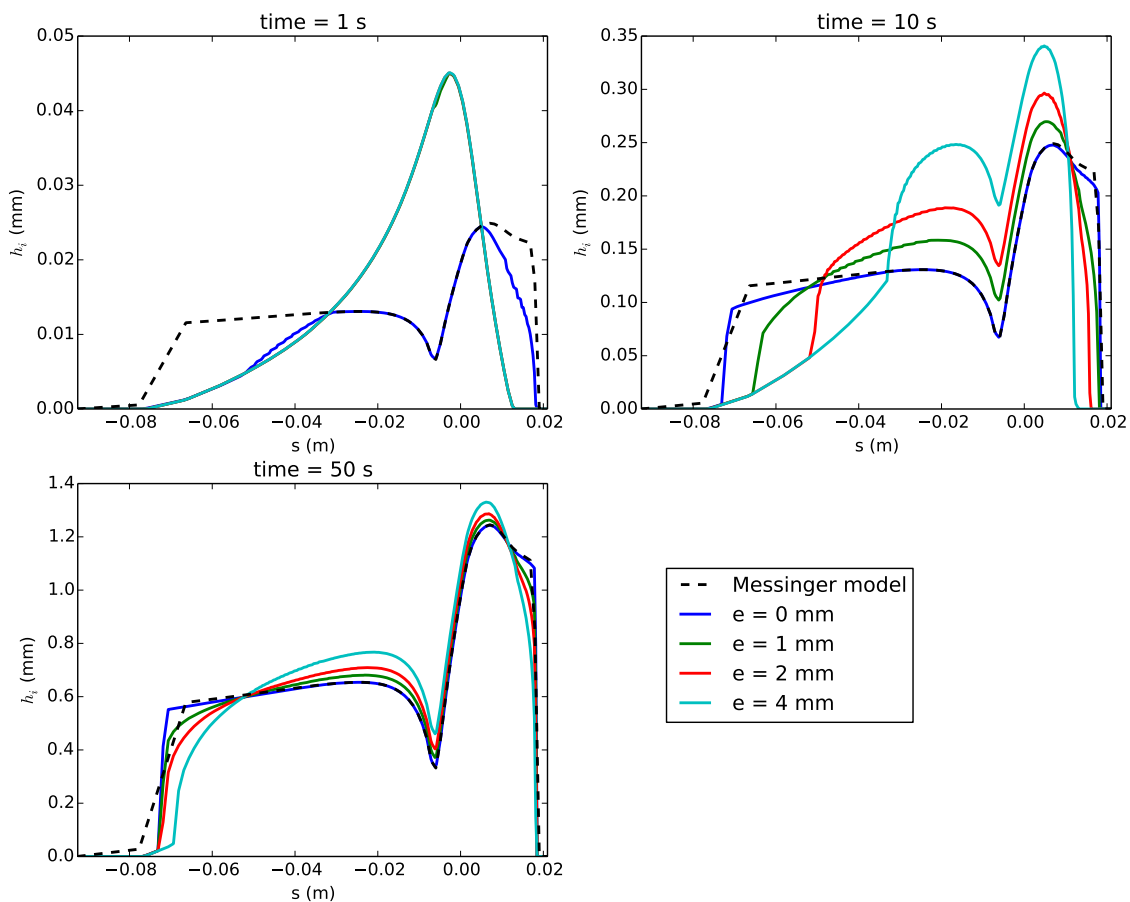 time = 1 s
0.05
0.04
0.03
0.02
0.01
0.00
h_i (mm)
−0.08 −0.06 −0.04 −0.02 0.00 0.02
s (m)
time = 10 s
0.35
0.30
0.25
0.20
0.15
0.10
0.05
0.00
h_i (mm)
−0.08 −0.06 −0.04 −0.02 0.00 0.02
s (m)
time = 50 s
1.4
1.2
1.0
0.8
0.6
0.4
0.2
0.0
h_i (mm)
−0.08 −0.06 −0.04 −0.02 0.00 0.02
s (m)
Messinger model
e = 0 mm
e = 1 mm
e = 2 mm
e = 4 mm